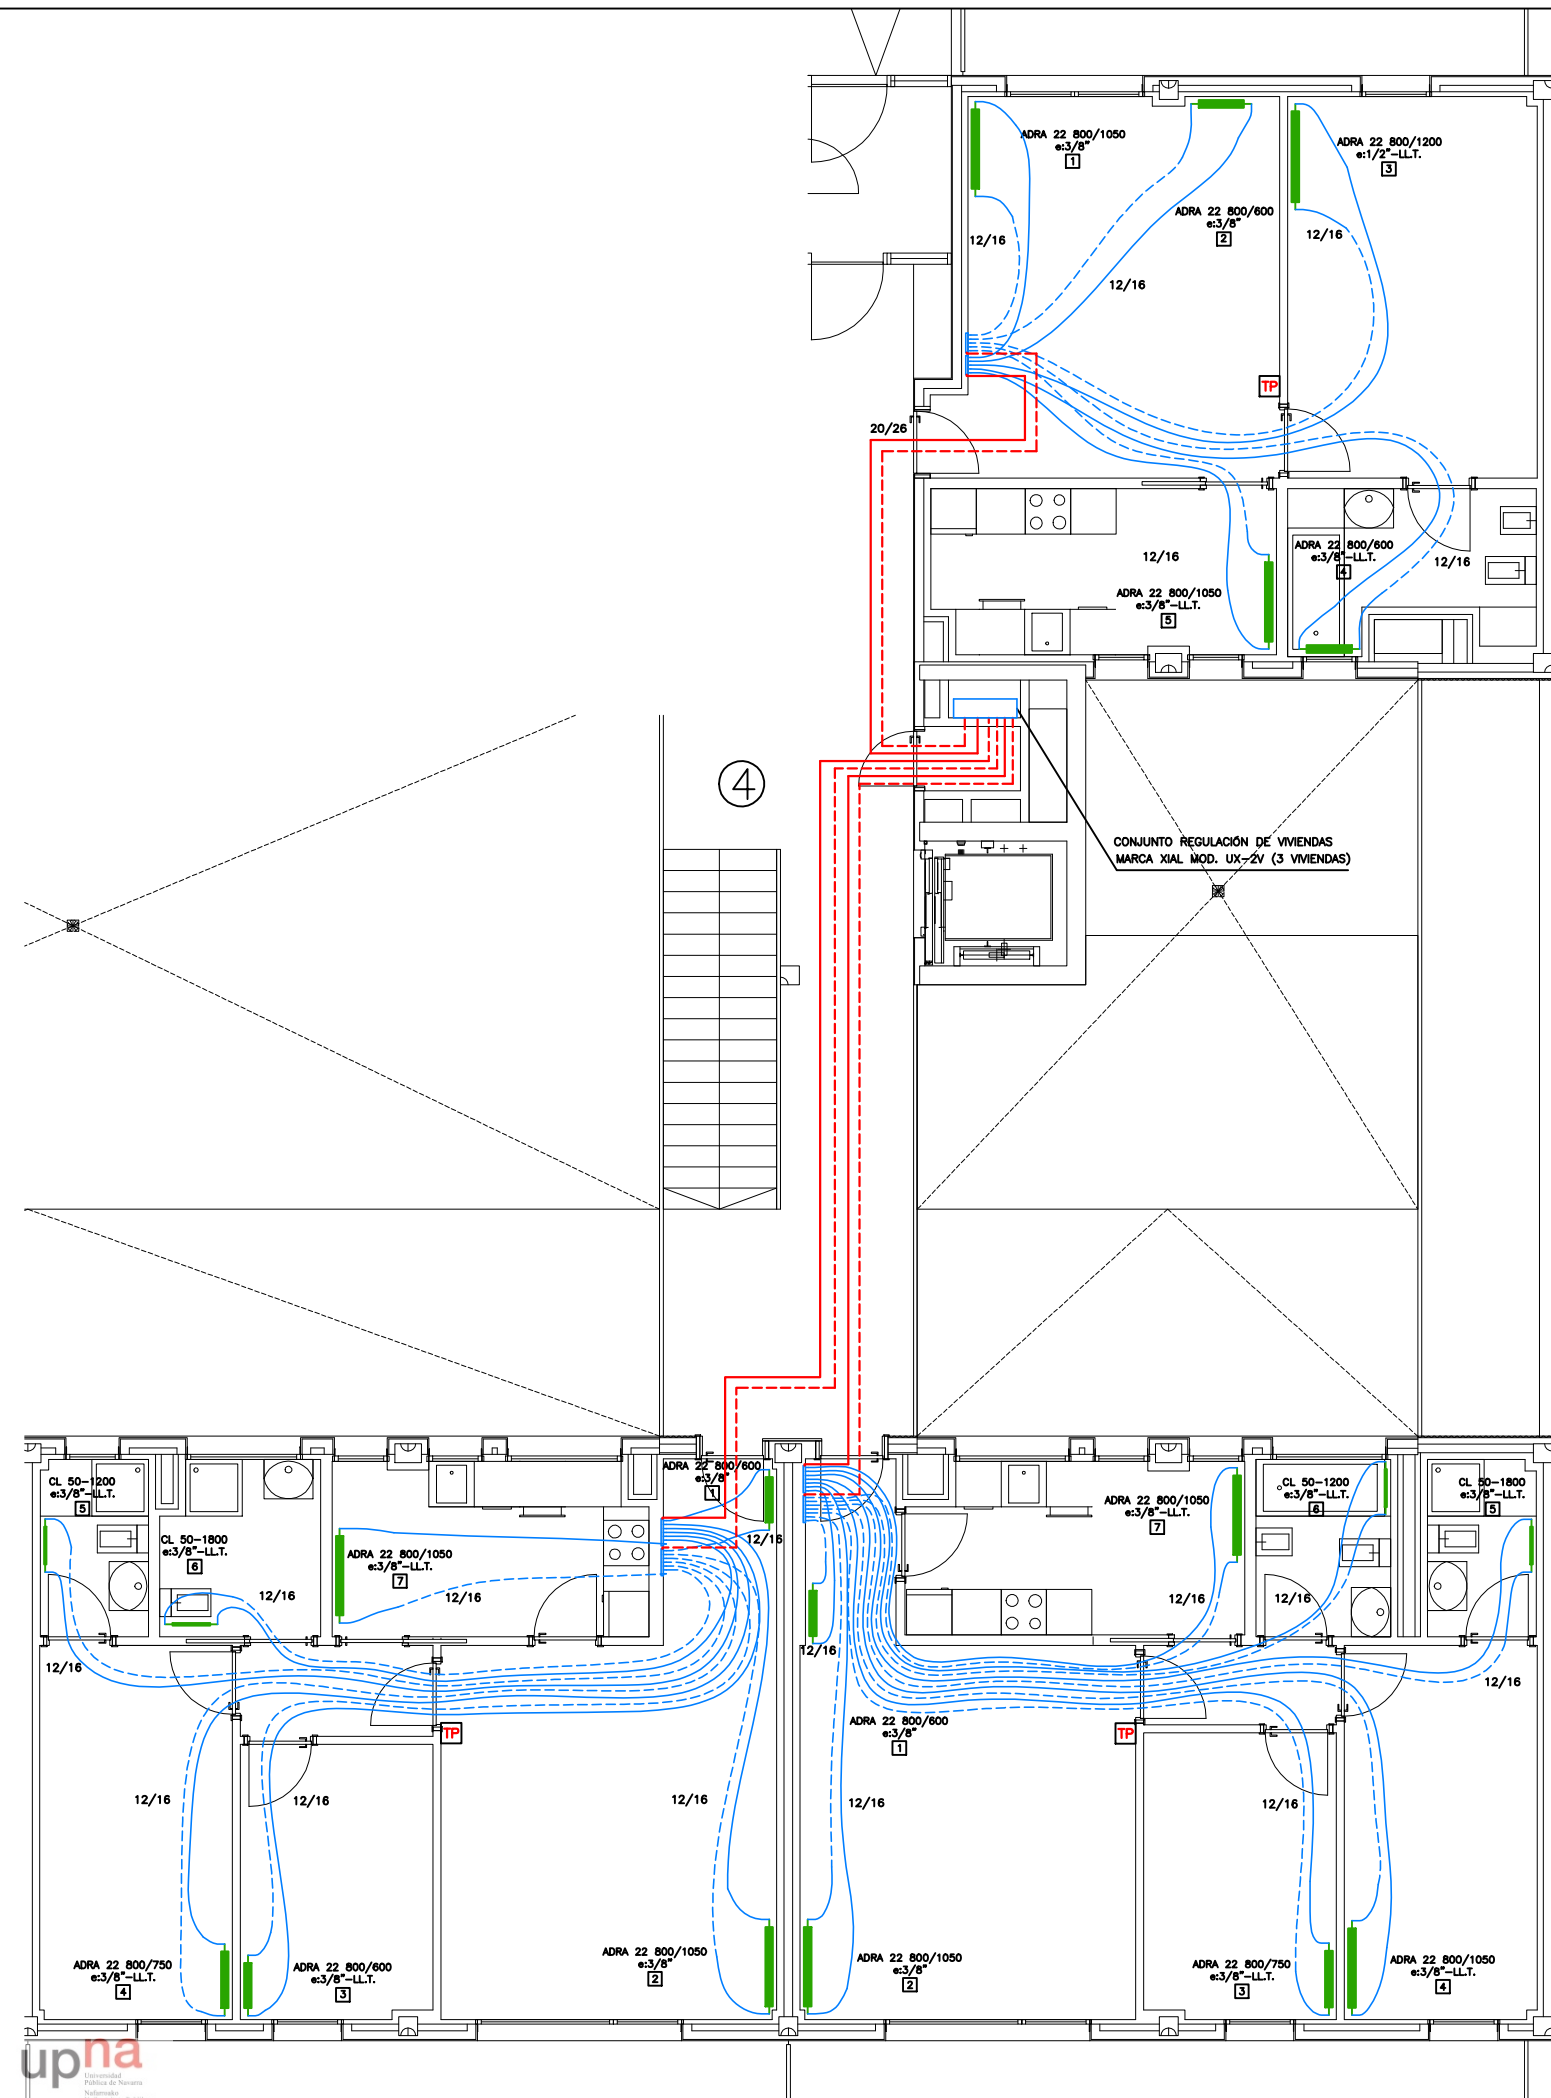 ADRA 22 800/1050
e:3/8"
1
ADRA 22 800/1200
e:1/2"-LL.T.
3
ADRA 22 800/600
e:3/8"
2
12/16
12/16
12/16
TP
20/26
12/16
ADRA 22 800/600
e:3/8"-LL.T.
4
12/16
ADRA 22 800/1050
e:3/8"-LL.T.
5
4
CONJUNTO REGULACIÓN DE VIVIENDAS
MARCA XIAL MOD. UX-2V (3 VIVIENDAS)
CL 50-1200
e:3/8"-LL.T.
5
CL 50-1800
e:3/8"-LL.T.
6
ADRA 22 800/1050
e:3/8"-LL.T.
7
ADRA 22 800/600
e:3/8"
1
12/16
ADRA 22 800/1050
e:3/8"-LL.T.
7
CL 50-1200
e:3/8"-LL.T.
6
CL 50-1800
e:3/8"-LL.T.
5
12/16
12/16
12/16
12/16
12/16
12/16
12/16
TP
ADRA 22 800/600
e:3/8"
1
TP
12/16
12/16
12/16
12/16
12/16
ADRA 22 800/750
e:3/8"-LL.T.
4
ADRA 22 800/600
e:3/8"-LL.T.
3
ADRA 22 800/1050
e:3/8"
2
ADRA 22 800/1050
e:3/8"
2
ADRA 22 800/750
e:3/8"-LL.T.
3
ADRA 22 800/1050
e:3/8"-LL.T.
4
upna
Universidad
Pública de Navarra
Nafarroako